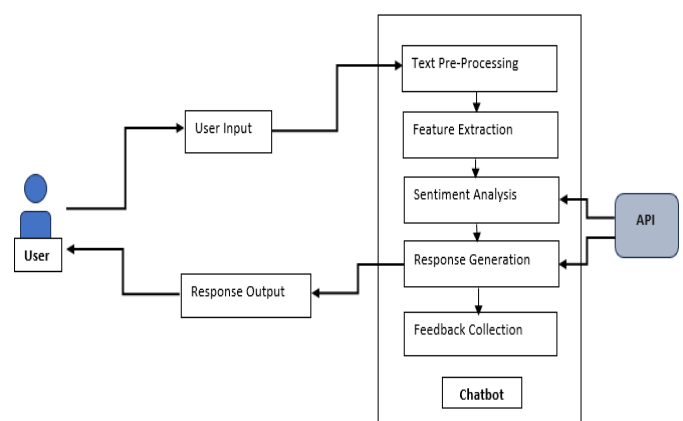 Text Pre-Processing
User Input
Feature Extraction
Sentiment Analysis
API
User
Response Generation
Response Output
Feedback Collection
Chatbot